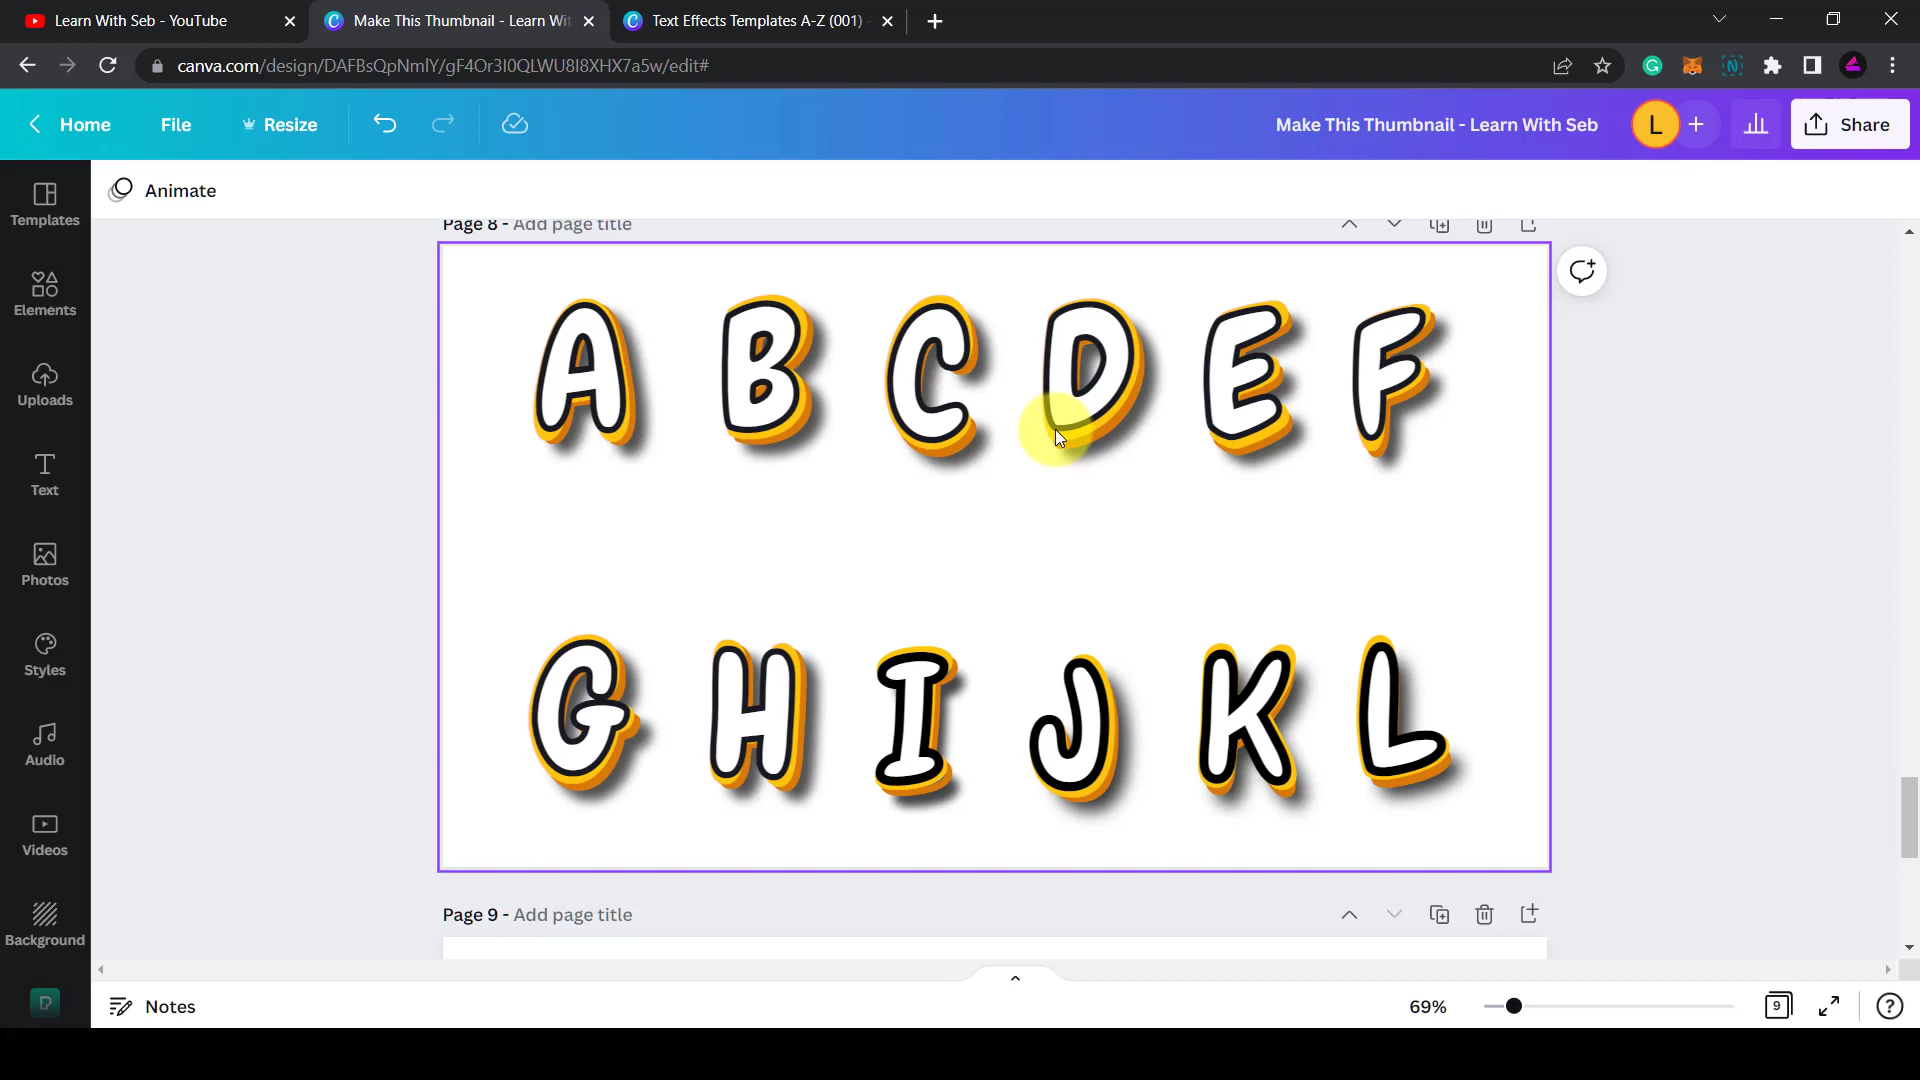 Learn With Seb - YouTube
Make This Thumbnail - Learn Wit
Text Effects Templates A-Z (001)
canva.com/design/DAFBsQpNmlY/gF4Or3I0QLWU8I8XHX7a5w/edit#
Home
File
Resize
Make This Thumbnail - Learn With Seb
L
Share
Animate
Templates
Elements
Uploads
Text
Photos
Styles
Audio
Videos
Background
Page 8 - Add page title
A B C D E F
G H I J K L
Page 9 - Add page title
Notes
69%
9